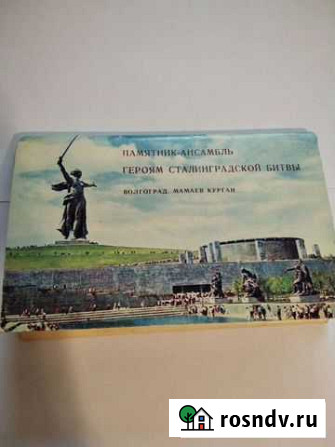 ПАМЯТНИК-АНСАМБЛЬ
ГЕРОЯМ СТАЛИНГРАДСКОЙ БИТВЫ
ВОЛГОГРАД. МАМАЕВ КУРГАН
rosndv.ru